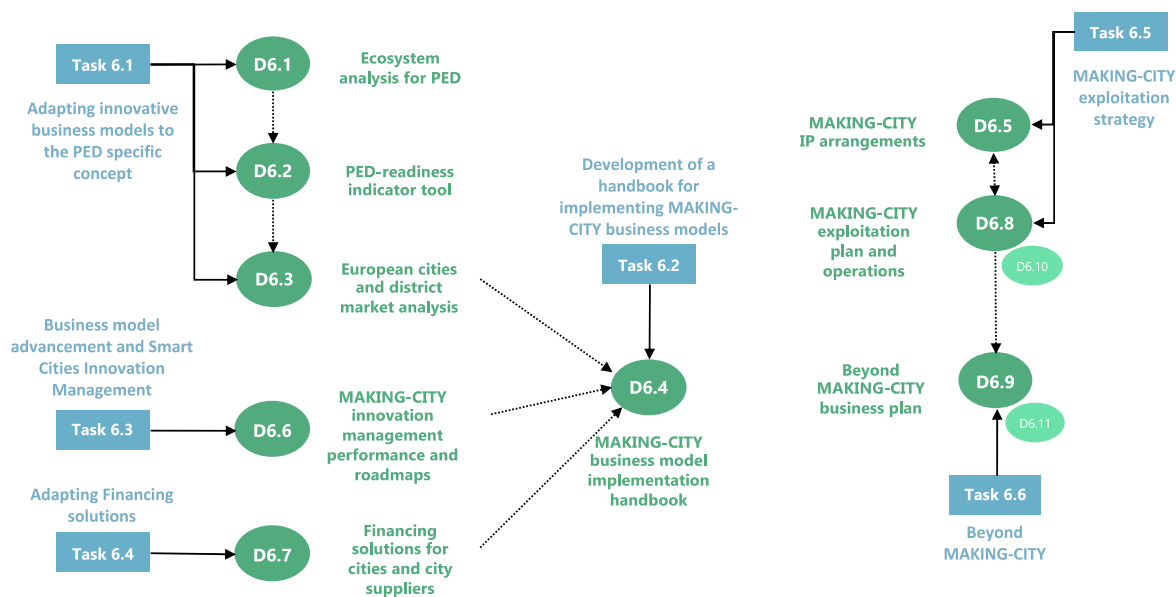 Task 6.1
Adapting innovative
business models to
the PED specific
concept
D6.1
Ecosystem
analysis for PED
D6.2
PED-readiness
indicator tool
D6.3
European cities
and district
market analysis
Business model
advancement and Smart
Cities Innovation
Management
Task 6.3
D6.6
MAKING-CITY
innovation
management
performance and
roadmaps
Adapting Financing
solutions
Task 6.4
D6.7
Financing
solutions for
cities and city
suppliers
Development of a
handbook for
implementing MAKING-
CITY business models
Task 6.2
D6.4
MAKING-CITY
business model
implementation
handbook
Task 6.5
MAKING-CITY
exploitation
strategy
MAKING-CITY
IP arrangements
D6.5
MAKING-CITY
exploitation
plan and
operations
D6.8
D6.10
Beyond
MAKING-CITY
business plan
D6.9
D6.11
Task 6.6
Beyond
MAKING-CITY